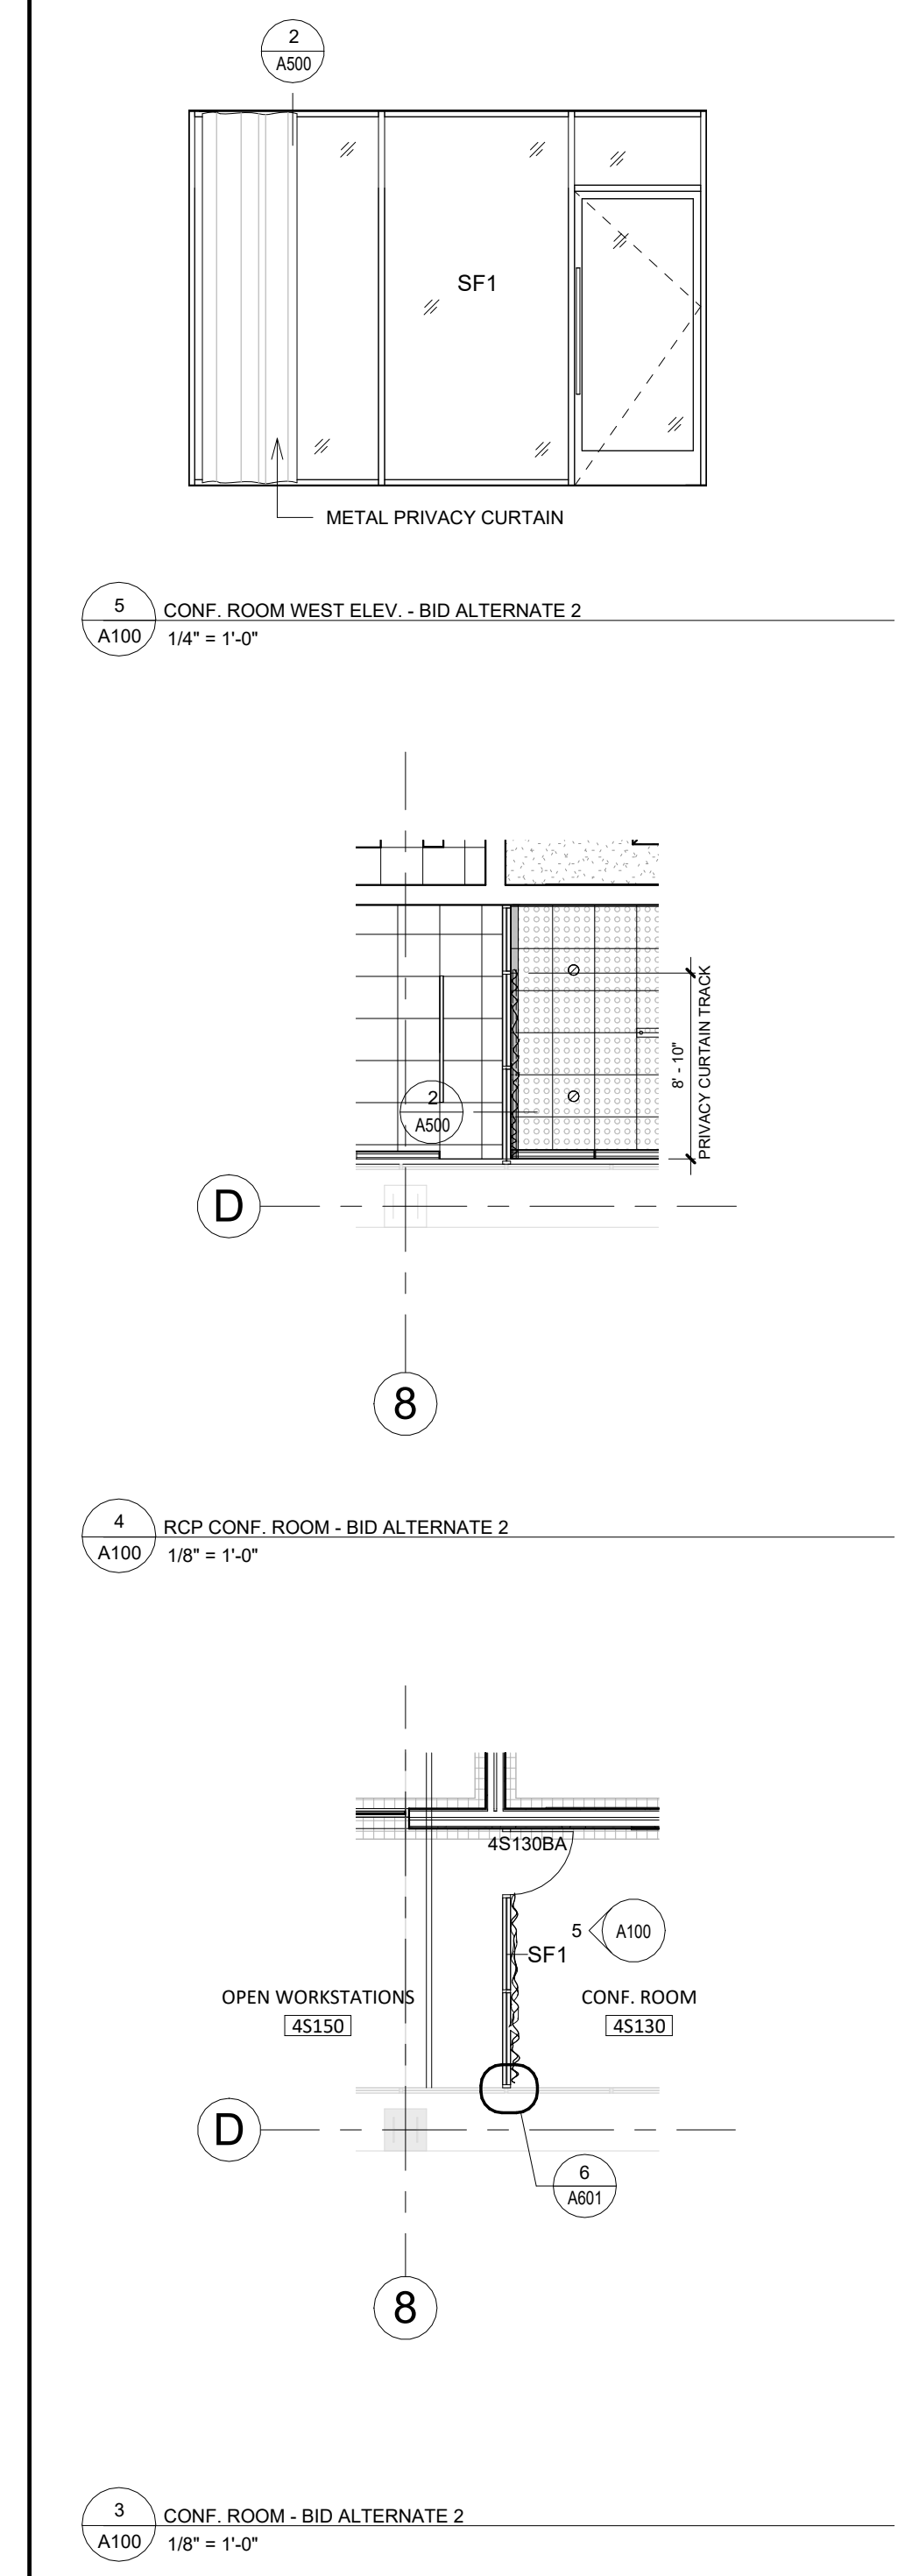 2
A500
SF1
METAL PRIVACY CURTAIN
5
A100
CONF. ROOM WEST ELEV. - BID ALTERNATE 2
1/4" = 1'-0"
8' - 10"
PRIVACY CURTAIN TRACK
2
A500
D
8
4
A100
RCP CONF. ROOM - BID ALTERNATE 2
1/8" = 1'-0"
4S130BA
5
A100
SF1
OPEN WORKSTATIONS
4S150
CONF. ROOM
4S130
D
6
A601
8
3
A100
CONF. ROOM - BID ALTERNATE 2
1/8" = 1'-0"